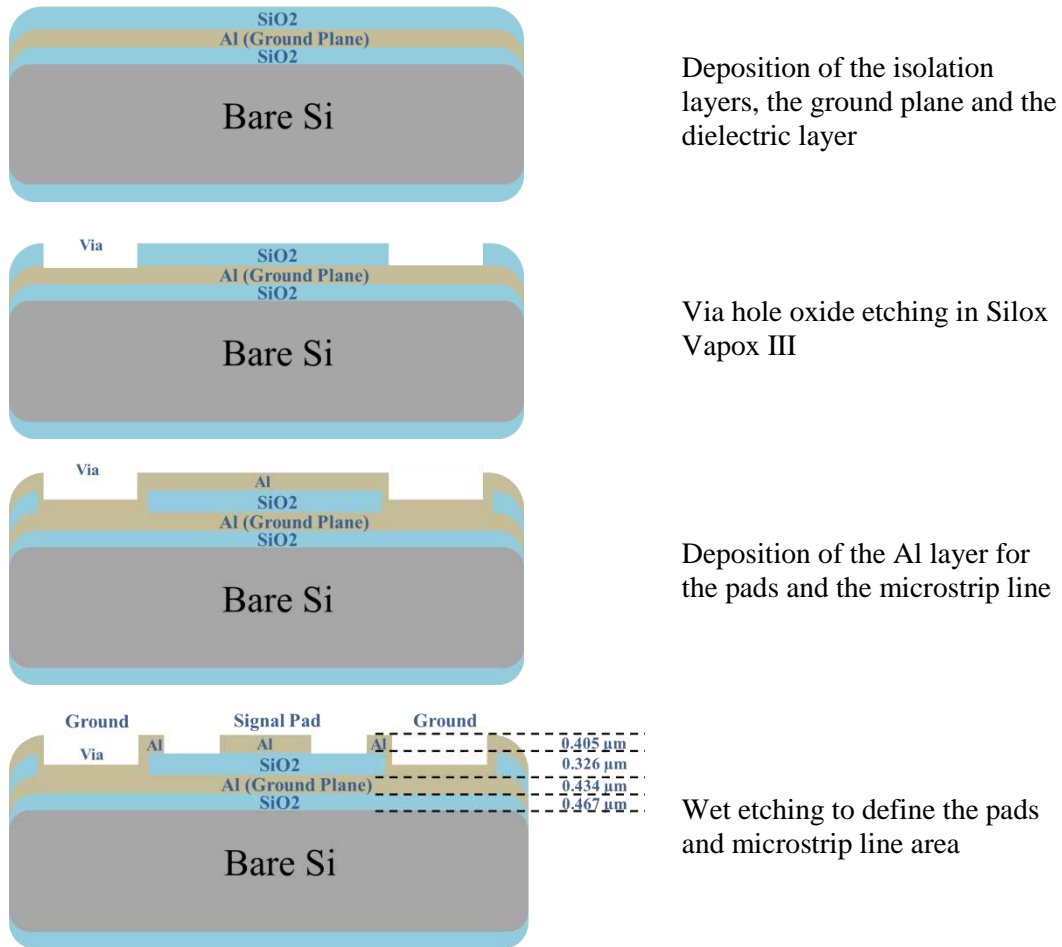 SiO2
Al (Ground Plane)
SiO2
Bare Si
Deposition of the isolation
layers, the ground plane and the
dielectric layer
Via
SiO2
Al (Ground Plane)
SiO2
Bare Si
Via hole oxide etching in Silox
Vapox III
Via
Al
SiO2
Al (Ground Plane)
SiO2
Bare Si
Deposition of the Al layer for
the pads and the microstrip line
Ground Signal Pad Ground
Via Al Al Al 0.405 µm
SiO2 0.326 µm
Al (Ground Plane) 0.434 µm
SiO2 0.467 µm
Bare Si
Wet etching to define the pads
and microstrip line area